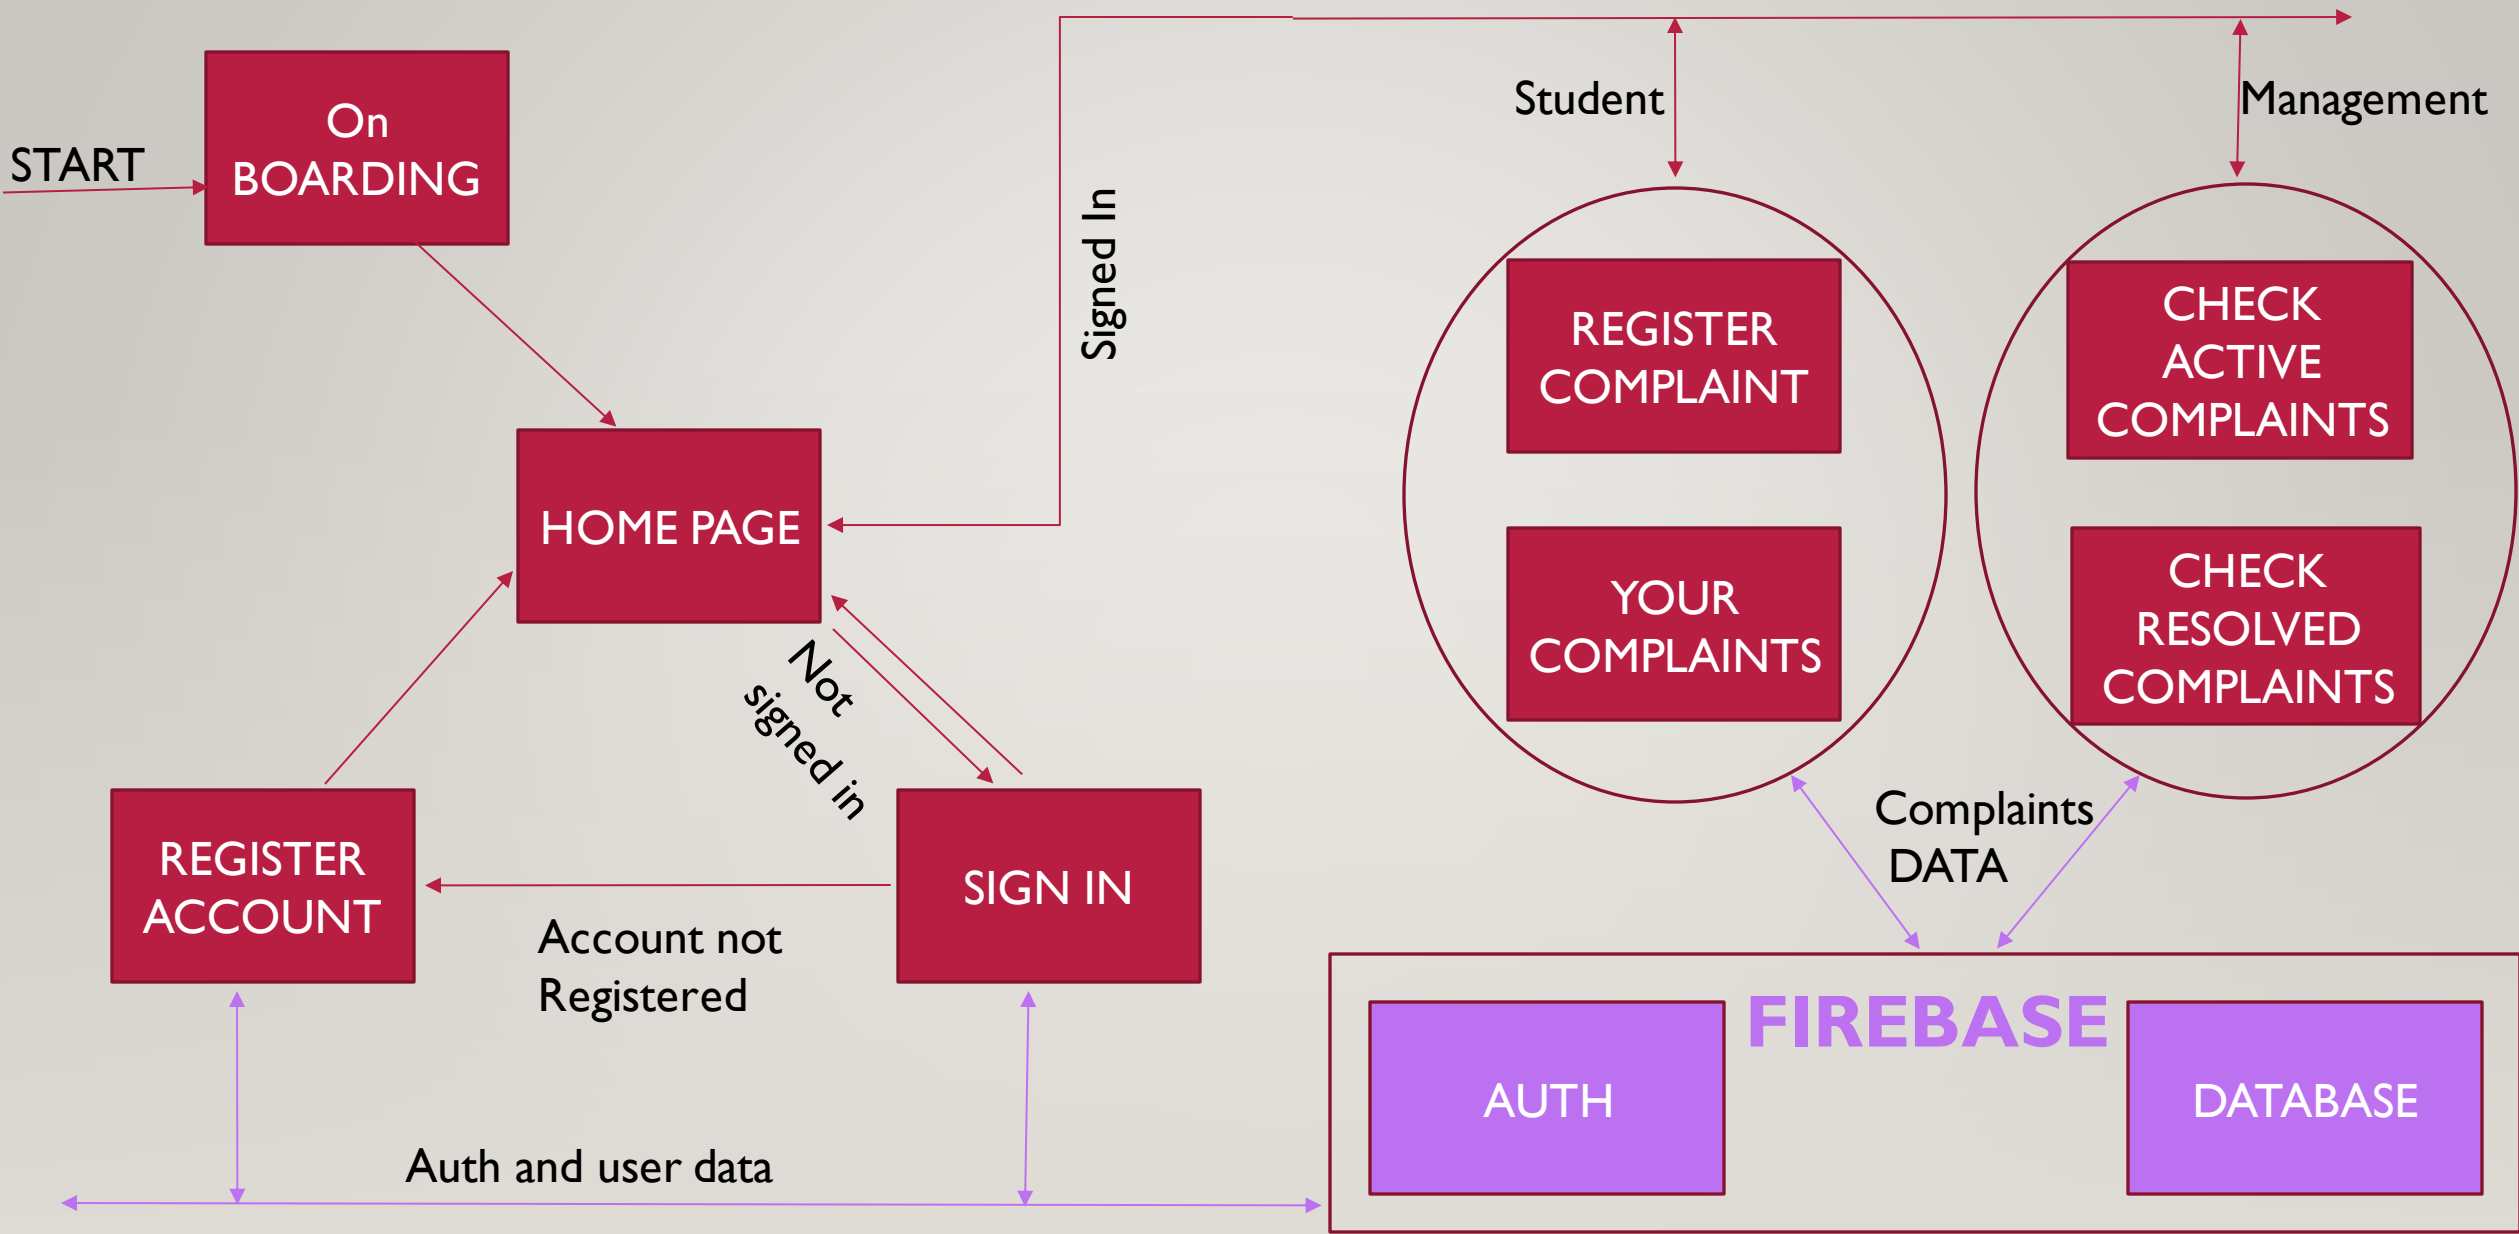 START
On
BOARDING
Student
Management
Signed In
HOME PAGE
REGISTER
COMPLAINT
CHECK
ACTIVE
COMPLAINTS
YOUR
COMPLAINTS
CHECK
RESOLVED
COMPLAINTS
Not
signed in
REGISTER
ACCOUNT
SIGN IN
Account not
Registered
Complaints
DATA
FIREBASE
AUTH
DATABASE
Auth and user data